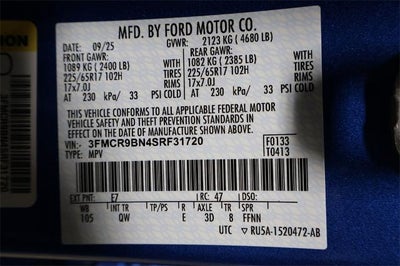 MFD. BY FORD MOTOR CO.
DATE: 09/25 GVWR: 2123 KG ( 4680 LB)
FRONT GAWR: REAR GAWR:
1089 KG ( 2400 LB) 1082 KG ( 2385 LB)
225/65R17 102H TIRES 225/65R17 102H TIRES
17x7.0J RIMS 17x7.0J RIMS
AT 230 kPa/ 33 PSI COLD AT 230 kPa/ 33 PSI COLD
THIS VEHICLE CONFORMS TO ALL APPLICABLE FEDERAL MOTOR
VEHICLE SAFETY AND THEFT PREVENTION STANDARDS IN EFFECT ON
THE DATE OF MANUFACTURE SHOWN ABOVE.
VIN: 3FMCR9BN4SRF31720 F0133
TYPE: MPV T0413
EXT PNT: E7 RC: 47 DSO:
WB INT TR TP/PS R AXLE TR SPR
105 QW E 3D 8 FFNN
UTC RU5A-1520472-AB